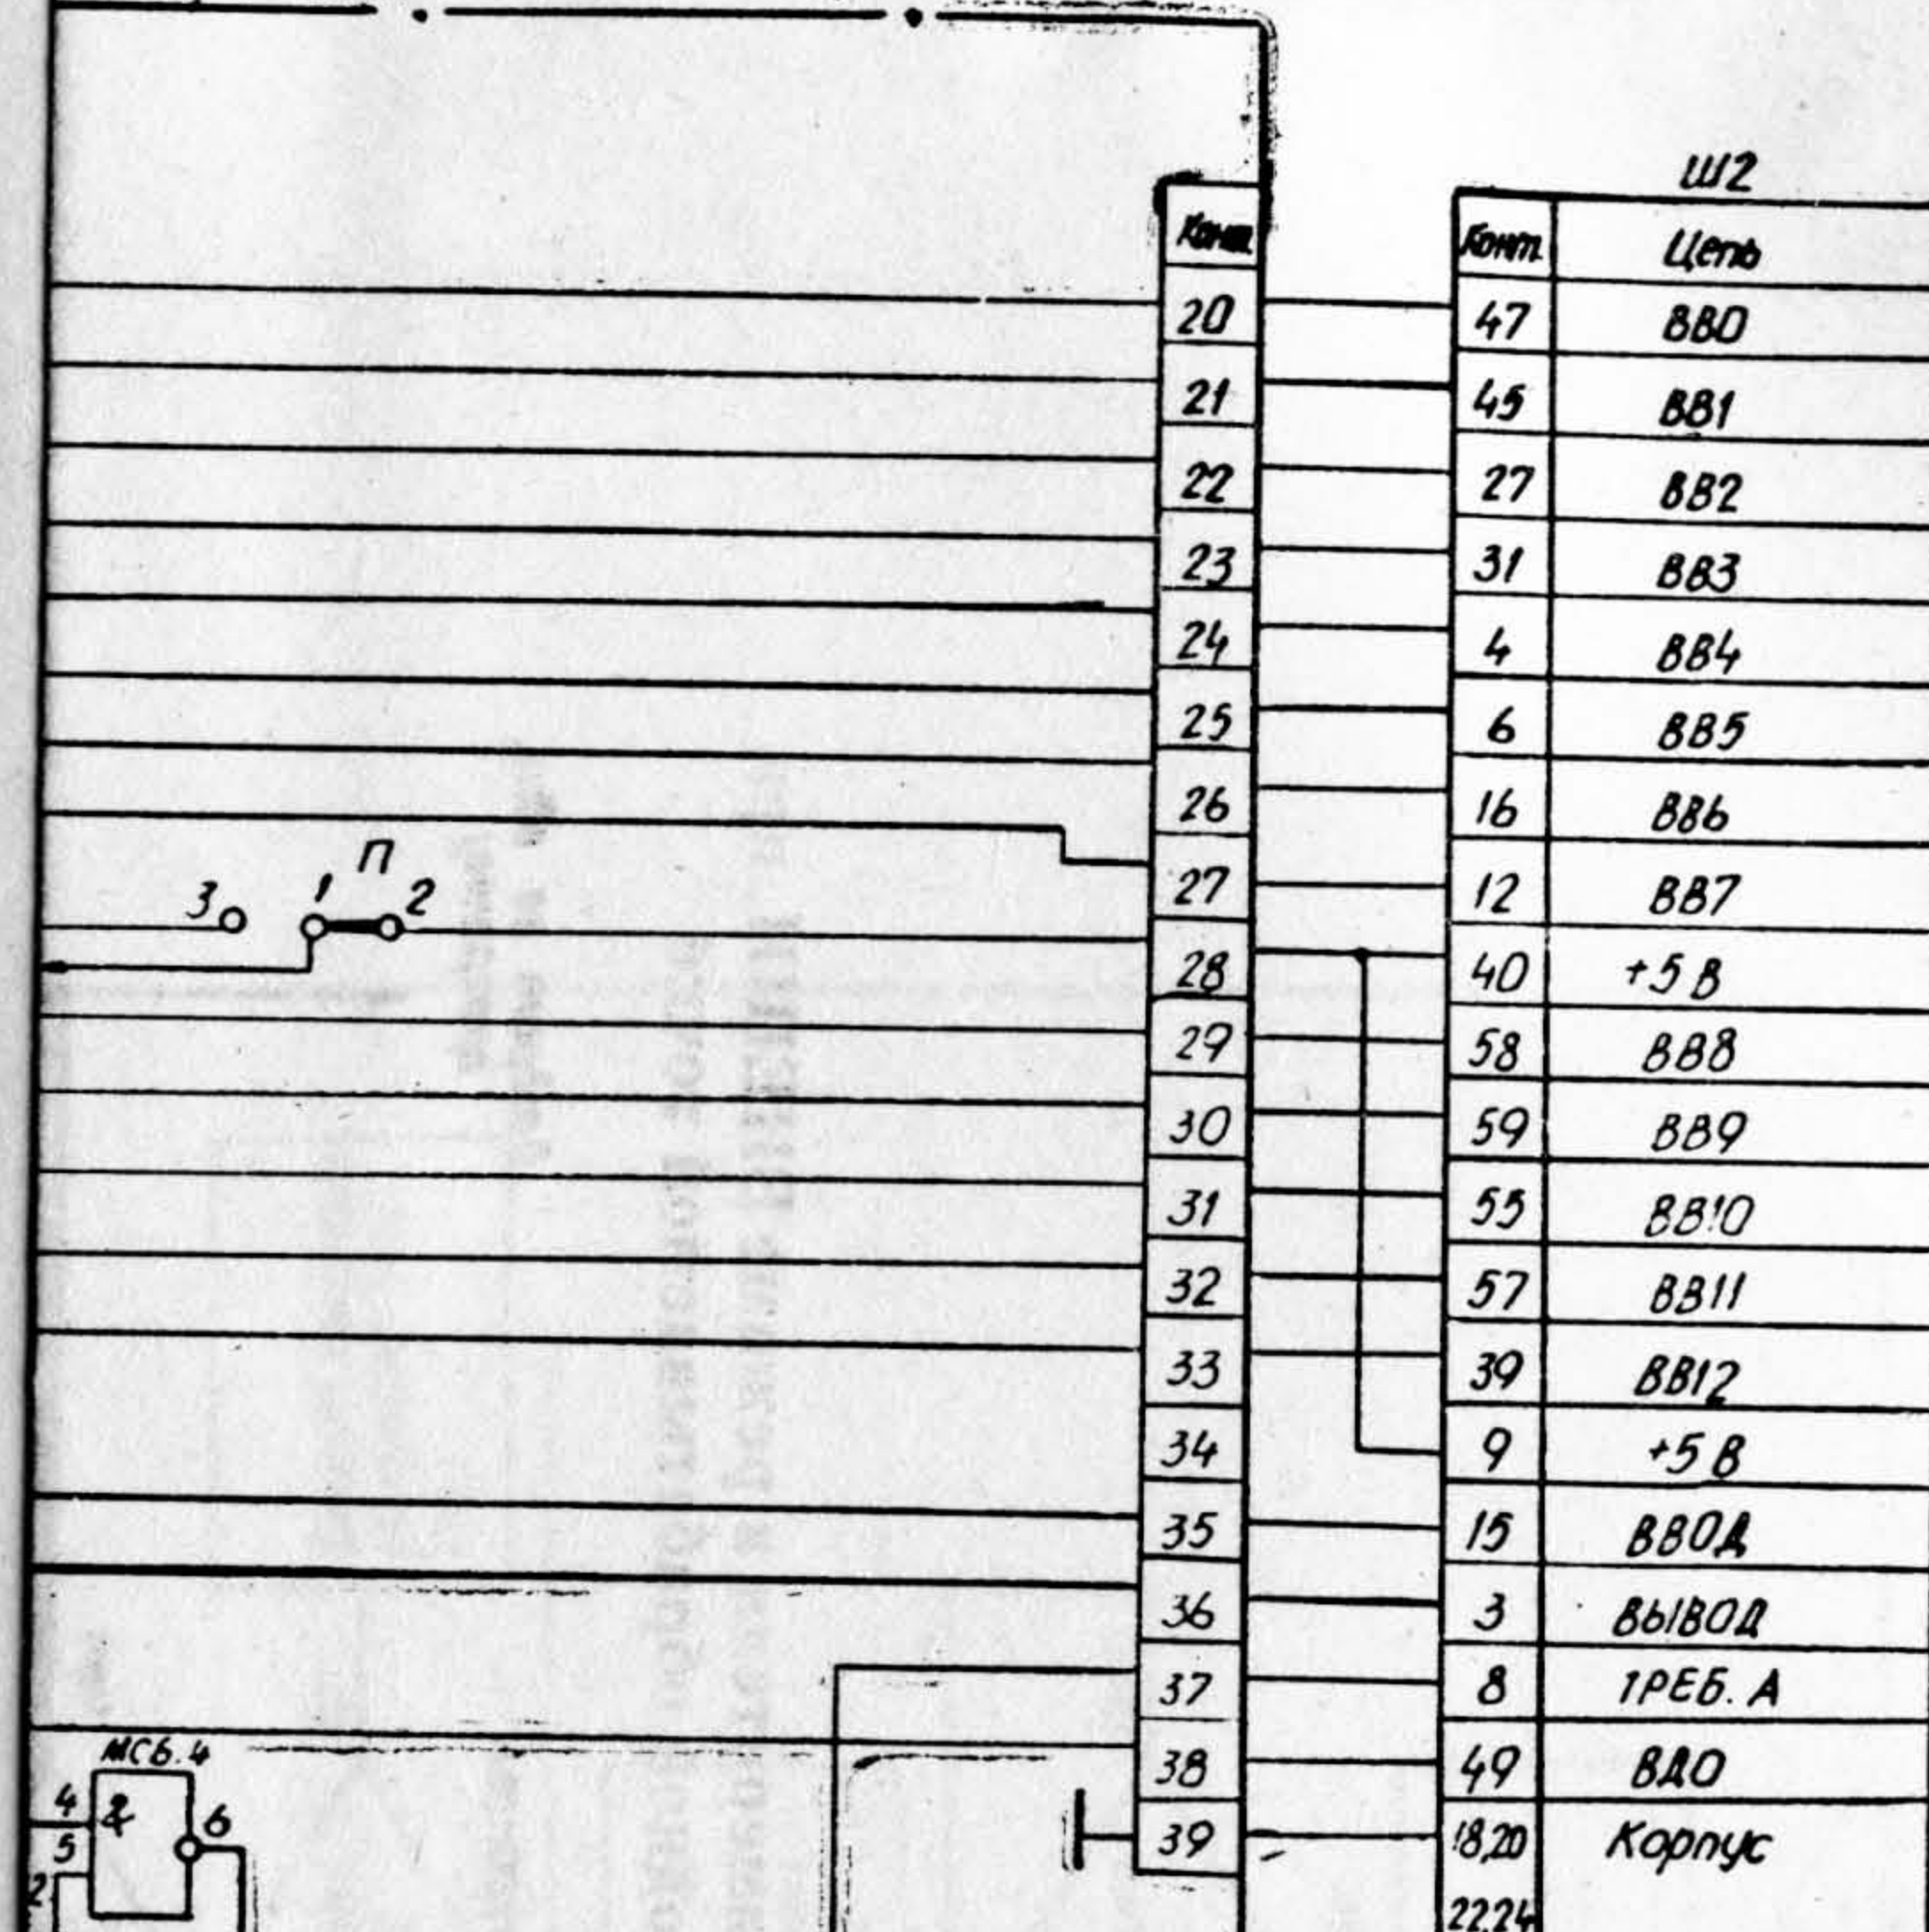 Ш2
Конт. Конт. Цепь
20 47 ВВ0
21 45 ВВ1
22 27 ВВ2
23 31 ВВ3
24 4 ВВ4
25 6 ВВ5
26 16 ВВ6
П
3 1 2
27 12 ВВ7
28 40 +5 В
29 58 ВВ8
30 59 ВВ9
31 55 ВВ10
32 57 ВВ11
33 39 ВВ12
34 9 +5 В
35 15 ВВОД
36 3 ВЫВОД
37 8 ТРЕБ. А
МС6.4
38 49 ВД0
4 & 6
5
39 18,20 Корпус
2
22,24